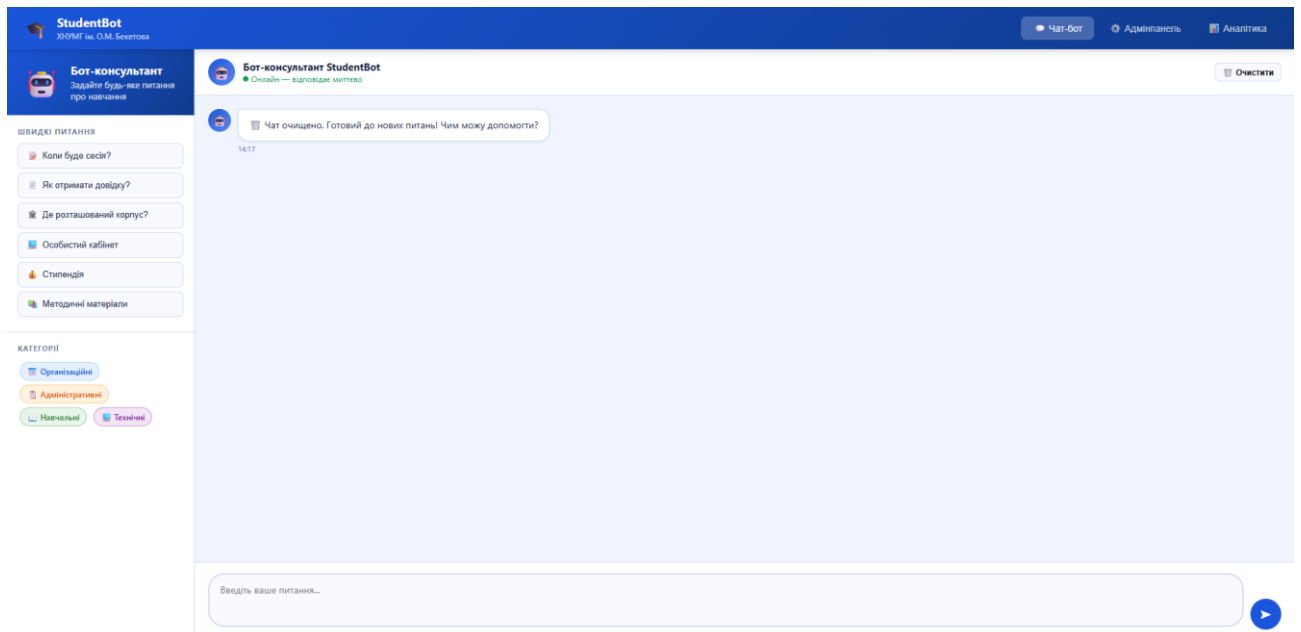 StudentBot
ХНУМГ ім. О.М. Бекетова
Чат-бот
Адмінпанель
Аналітика
Бот-консультант
Задайте будь-яке питання
про навчання
ШВИДКІ ПИТАННЯ
Коли буде сесія?
Як отримати довідку?
Де розташований корпус?
Особистий кабінет
Стипендія
Методичні матеріали
КАТЕГОРІЇ
Організаційні
Адміністративні
Навчальні
Технічні
Бот-консультант StudentBot
Онлайн — відповідає миттєво
Очистити
Чат очищено. Готовий до нових питань! Чим можу допомогти?
14:17
Введіть ваше питання...